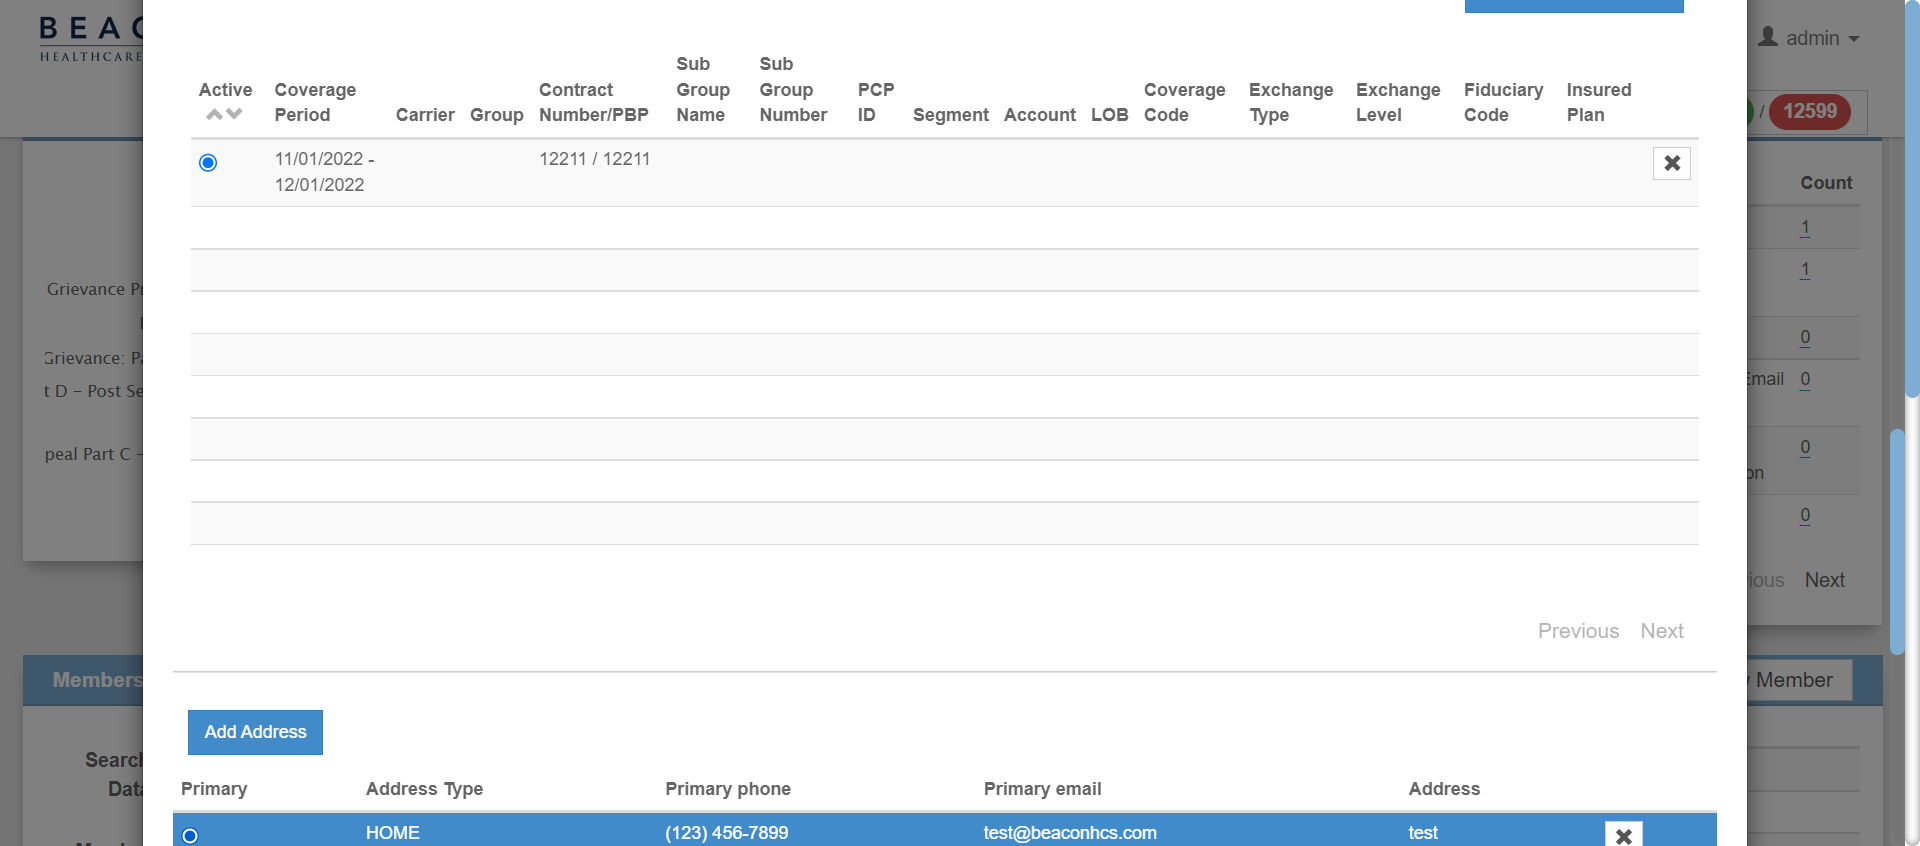 BEAC
HEALTHCARE
admin
/ 12599
Active
Coverage Period
Carrier
Group
Contract Number/PBP
Sub Group Name
Sub Group Number
PCP ID
Segment
Account
LOB
Coverage Code
Exchange Type
Exchange Level
Fiduciary Code
Insured Plan
11/01/2022 -
12/01/2022
12211 / 12211
Count
1
1
0
Email 0
0
on
0
Grievance P
Grievance: Pa
t D - Post Se
peal Part C -
ious Next
Previous Next
Members
y Member
Add Address
Search
Data
Primary
Address Type
Primary phone
Primary email
Address
HOME
(123) 456-7899
test@beaconhcs.com
test